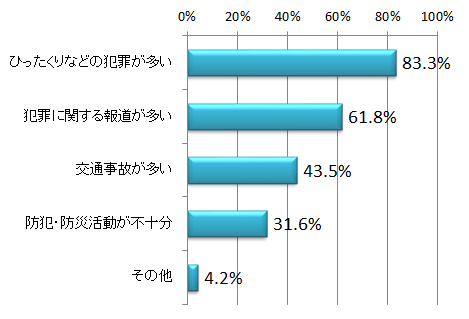 0% 20% 40% 60% 80% 100%
ひったくりなどの犯罪が多い 83.3%
犯罪に関する報道が多い 61.8%
交通事故が多い 43.5%
防犯・防災活動が不十分 31.6%
その他 4.2%